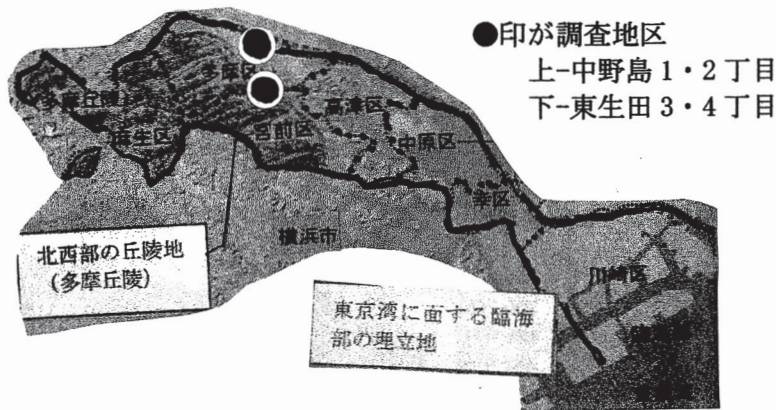 ●印が調査地区
上-中野島1・2丁目
下-東生田3・4丁目
多摩区
多摩丘陵
麻生区
高津区
宮前区
中原区
幸区
横浜市
川崎区
北西部の丘陵地
(多摩丘陵)
東京湾に面する臨海
部の埋立地